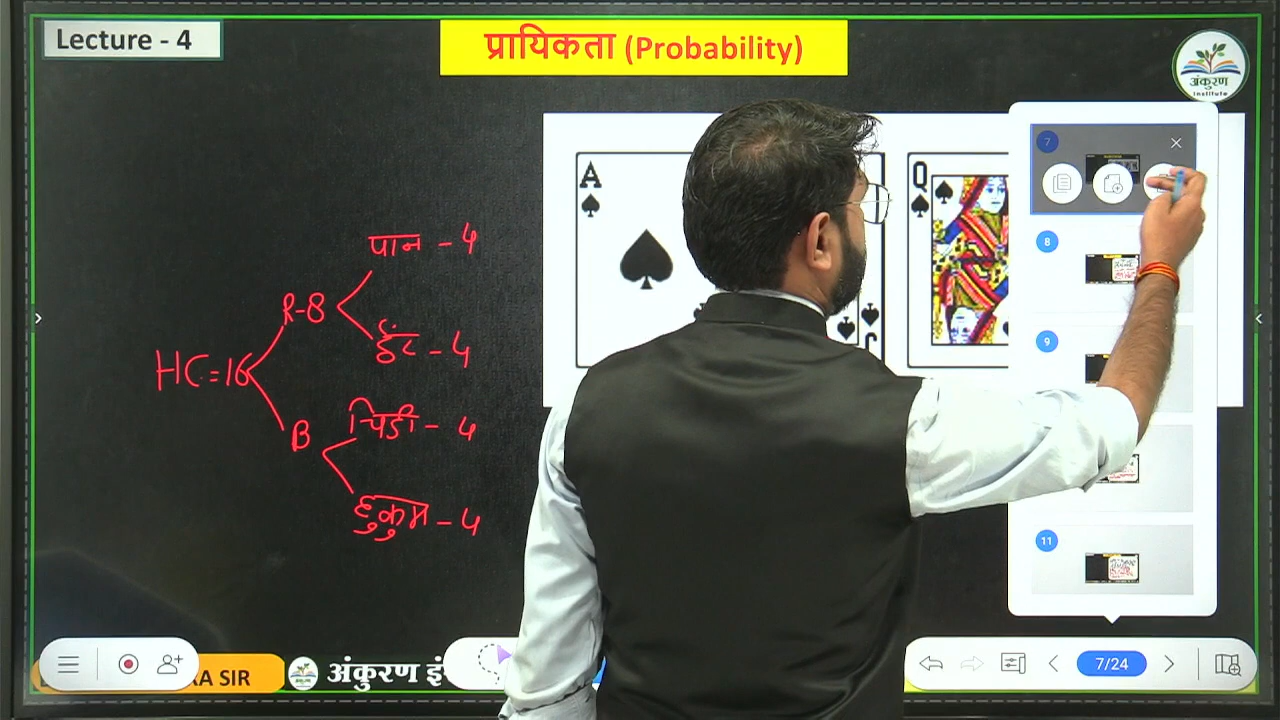 Lecture - 4
प्रायिकता (Probability)
अंकुरण
Institute
A
Q
J
7
8
9
11
पान - 4
R-8
ईंट - 4
HC = 16
B
चिडी - 4
हुकुम - 4
RA SIR
अंकुरण इं
7/24